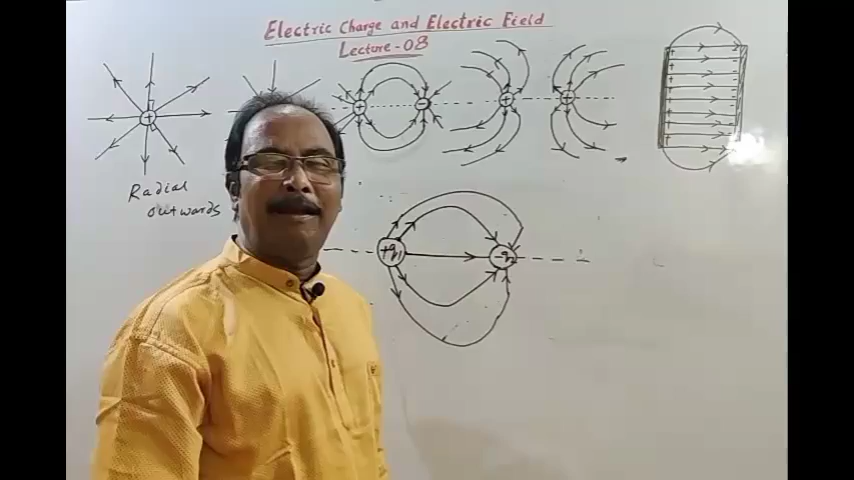 Electric Charge and Electric Field
Lecture-08
Radial
outwards
+q₁
-q₂